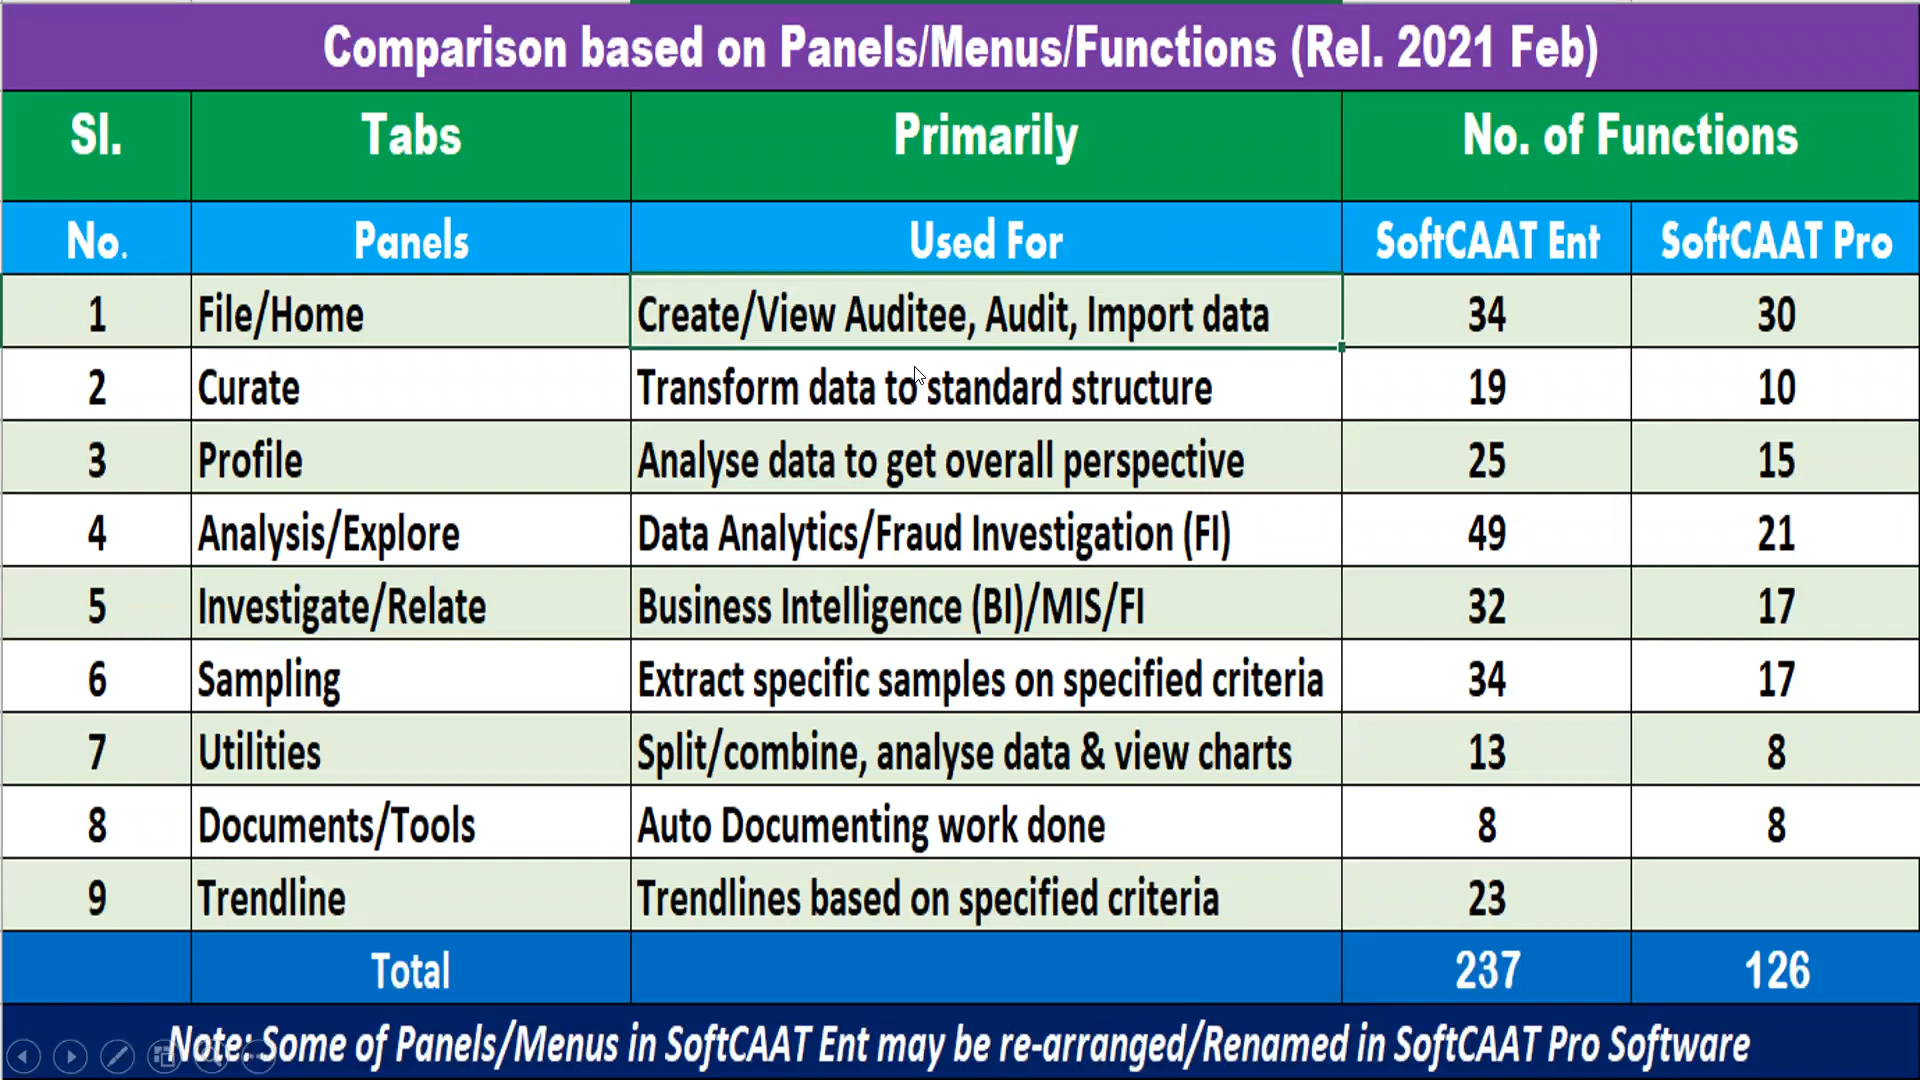 Comparison based on Panels/Menus/Functions (Rel. 2021 Feb)
Sl. Tabs Primarily No. of Functions
No. Panels Used For SoftCAAT Ent SoftCAAT Pro
1 File/Home Create/View Auditee, Audit, Import data 34 30
2 Curate Transform data to standard structure 19 10
3 Profile Analyse data to get overall perspective 25 15
4 Analysis/Explore Data Analytics/Fraud Investigation (FI) 49 21
5 Investigate/Relate Business Intelligence (BI)/MIS/FI 32 17
6 Sampling Extract specific samples on specified criteria 34 17
7 Utilities Split/combine, analyse data & view charts 13 8
8 Documents/Tools Auto Documenting work done 8 8
9 Trendline Trendlines based on specified criteria 23
Total 237 126
Note: Some of Panels/Menus in SoftCAAT Ent may be re-arranged/Renamed in SoftCAAT Pro Software